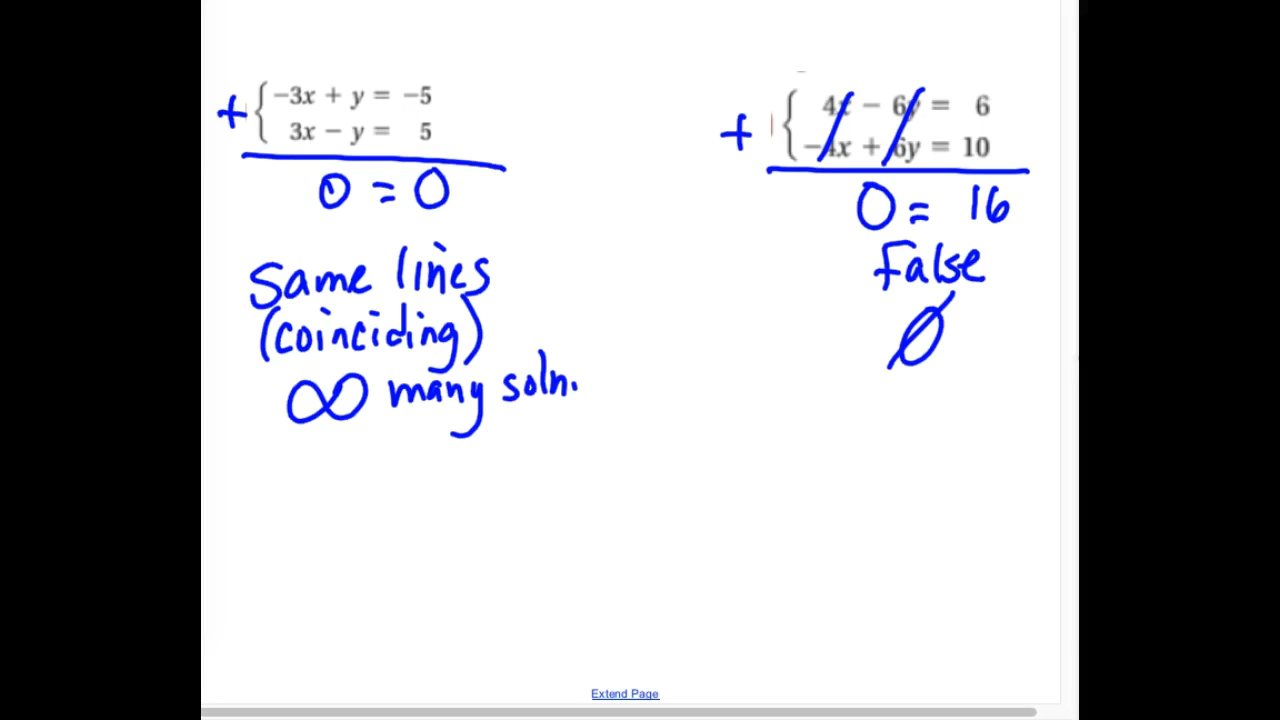 + { -3x + y = -5
3x - y = 5
0 = 0
Same lines
(coinciding)
∞ many soln.
+ { 4x - 6y = 6
-4x + 6y = 10
0 = 16
False
∅
Extend Page